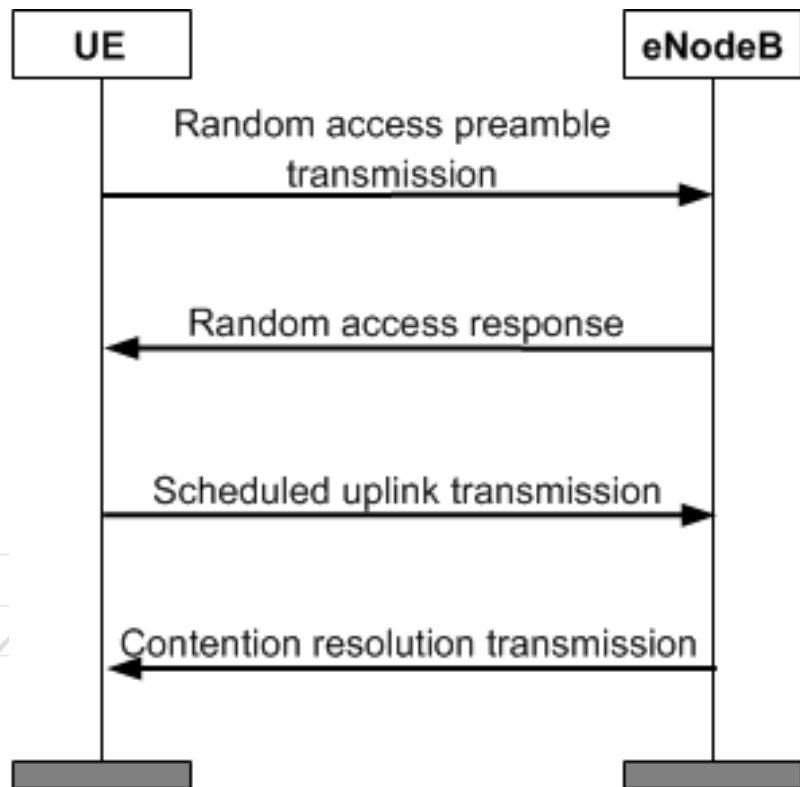 UE
eNodeB
Random access preamble
transmission
Random access response
Scheduled uplink transmission
Contention resolution transmission